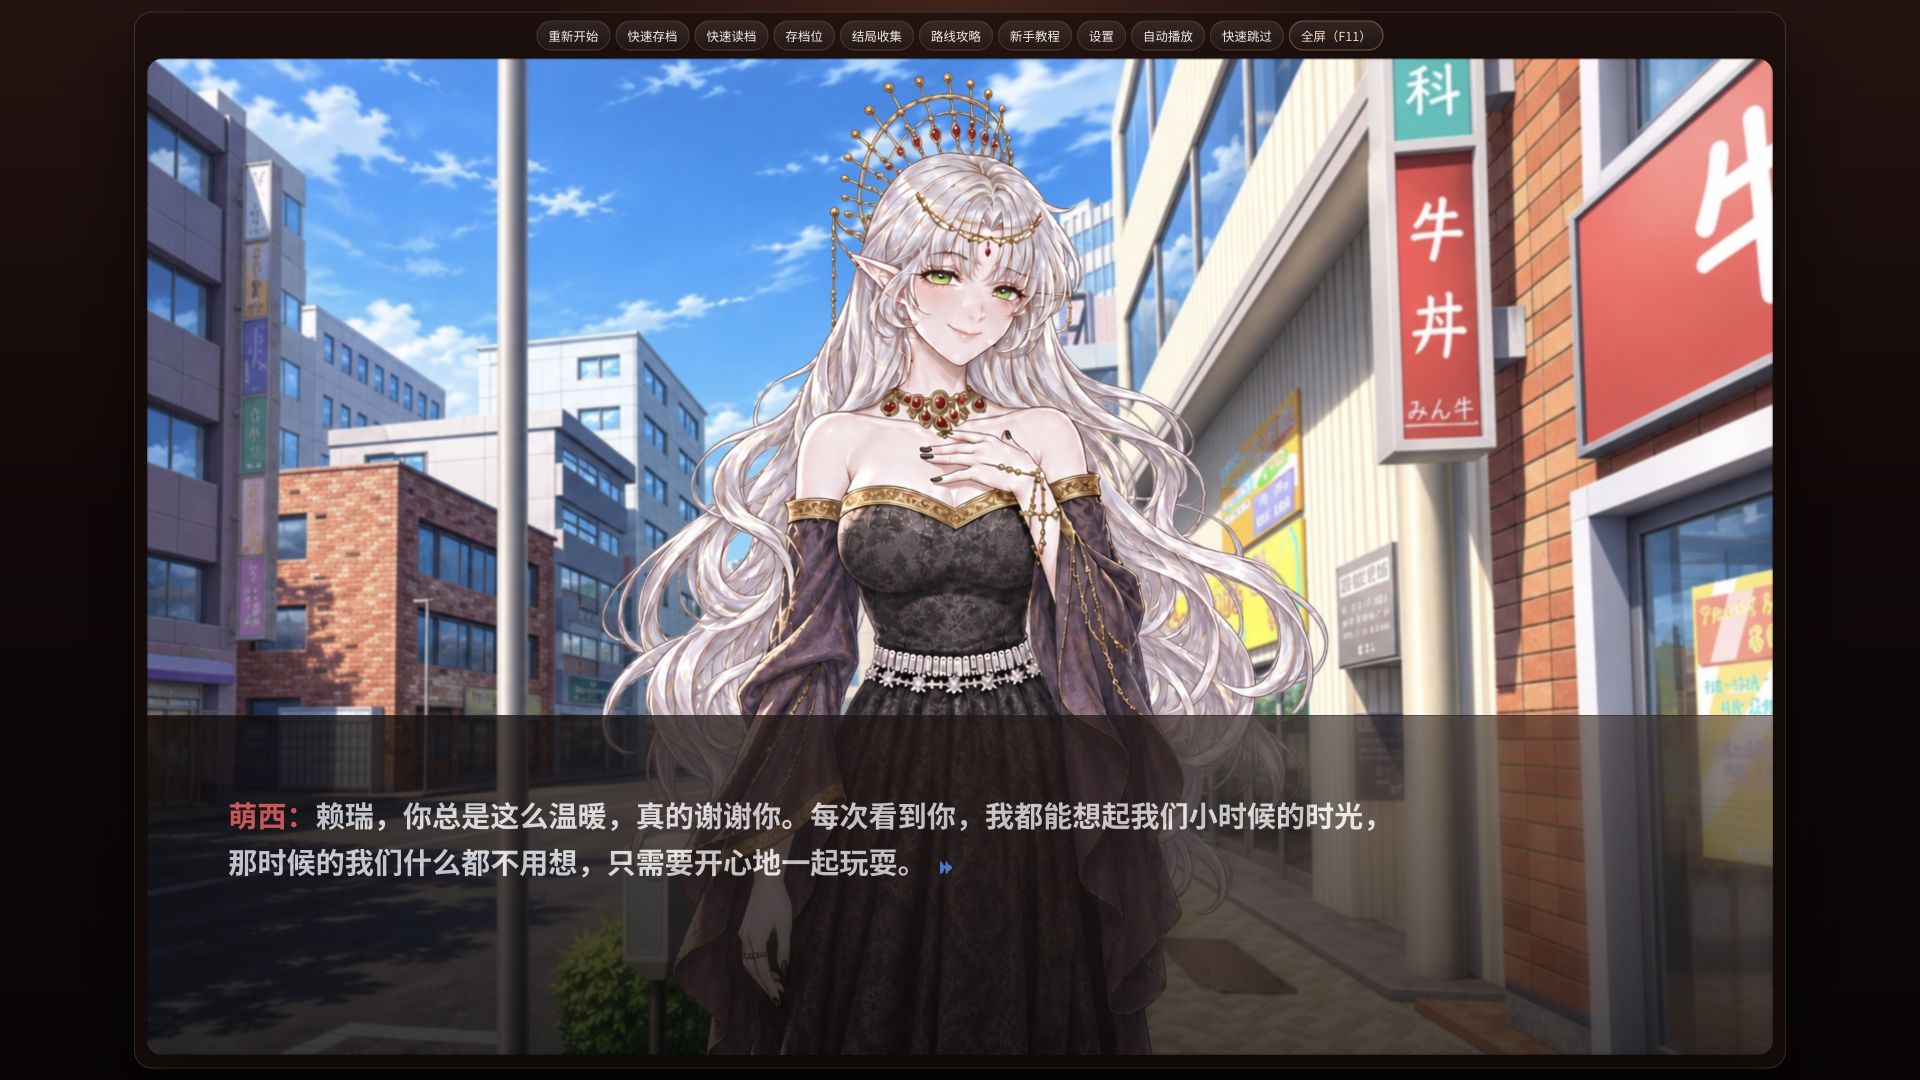 重新开始 快速存档 快速读档 存档位 结局收集 路线攻略 新手教程 设置 自动播放 快速跳过 全屏（F11）
科
牛丼
みん牛
牛
萌西：赖瑞，你总是这么温暖，真的谢谢你。每次看到你，我都能想起我们小时候的时光，
那时候的我们什么都不用想，只需要开心地一起玩耍。